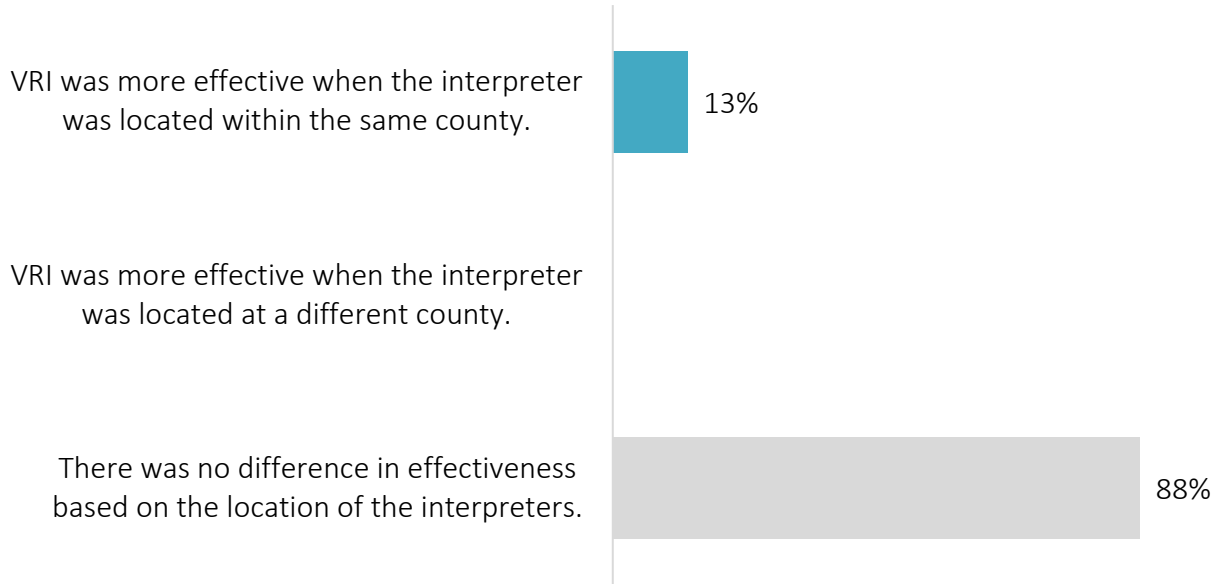 VRI was more effective when the interpreter
was located within the same county.
13%
VRI was more effective when the interpreter
was located at a different county.
There was no difference in effectiveness
based on the location of the interpreters.
88%